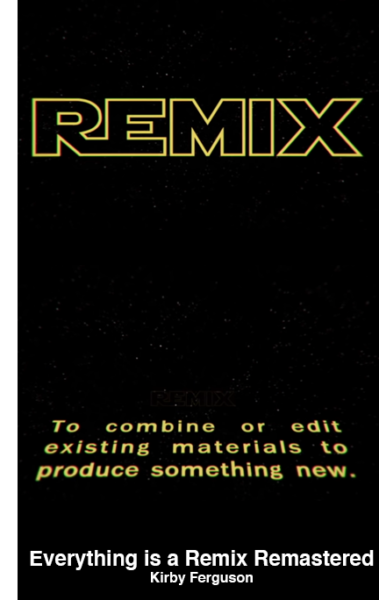 REMIX
REMIX
To combine or edit
existing materials to
produce something new.
Everything is a Remix Remastered
Kirby Ferguson